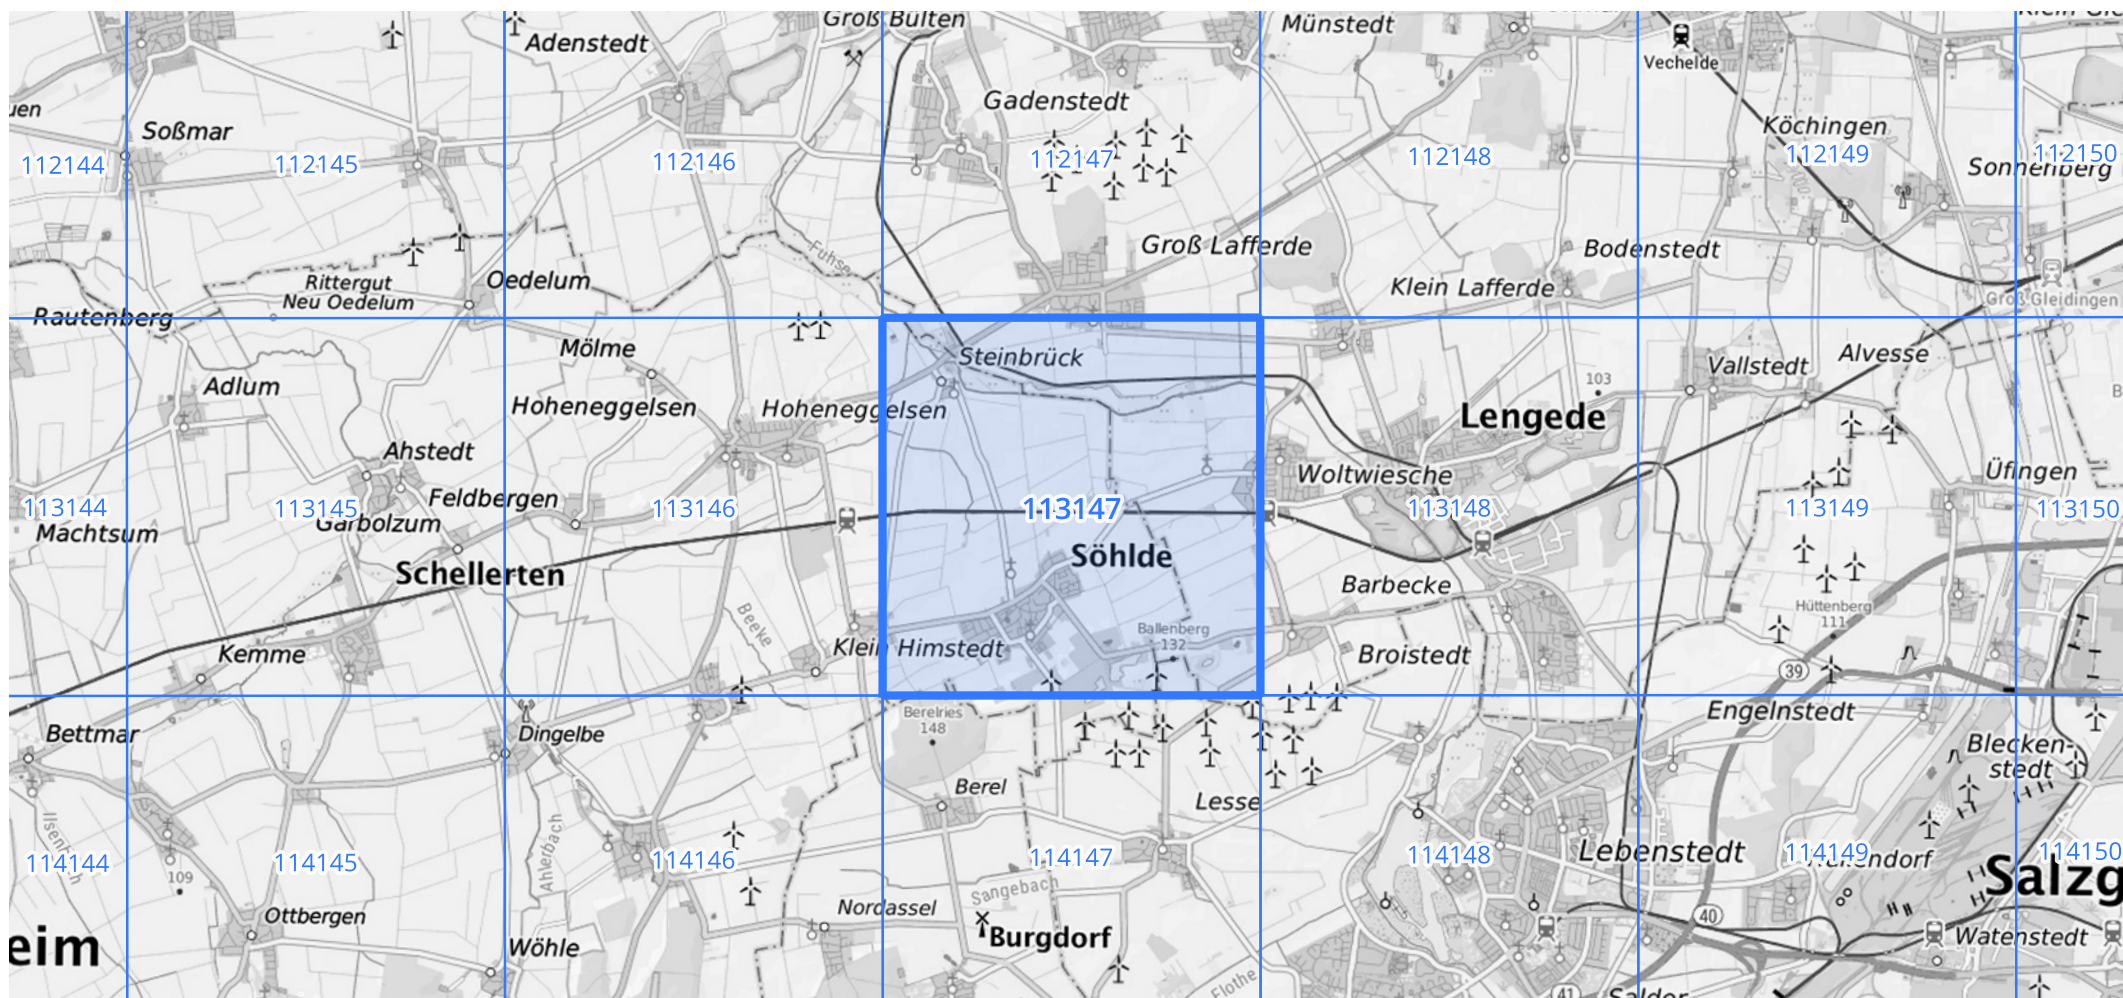 Groß Bülten
Münstedt
Adenstedt
Vechelde
Gadenstedt
Soßmar
Köchingen
112144
112145
112146
112147
112148
112149
112150
Sonnenberg
Fuhse
Groß Lafferde
Bodenstedt
Rittergut
Neu Oedelum
Oedelum
Klein Lafferde
Groß Gleidingen
Rautenberg
Mölme
Steinbrück
Alvesse
Vallstedt
103
Adlum
Hoheneggelsen
Hoheneggelsen
Lengede
Ahstedt
Woltwiesche
Üfingen
Feldbergen
113144
113145
113146
113147
113148
113149
113150
Garbolzum
Machtsum
Schellerten
Söhlde
Barbecke
Hüttenberg
111
Beeke
Ballenberg
132
Kemme
Klein Himstedt
Broistedt
39
Bettmar
Dingelbe
Berelries
148
Engelnstedt
Blecken-
stedt
Berel
Lesse
Ilsenbach
Ahlerbach
114144
114145
114146
114147
114148
114149
114150
Lebenstedt
109
Sangebach
Salzg
Ottbergen
Nordassel
40
eim
Wöhle
Burgdorf
Watenstedt
Flothe
41
Salder